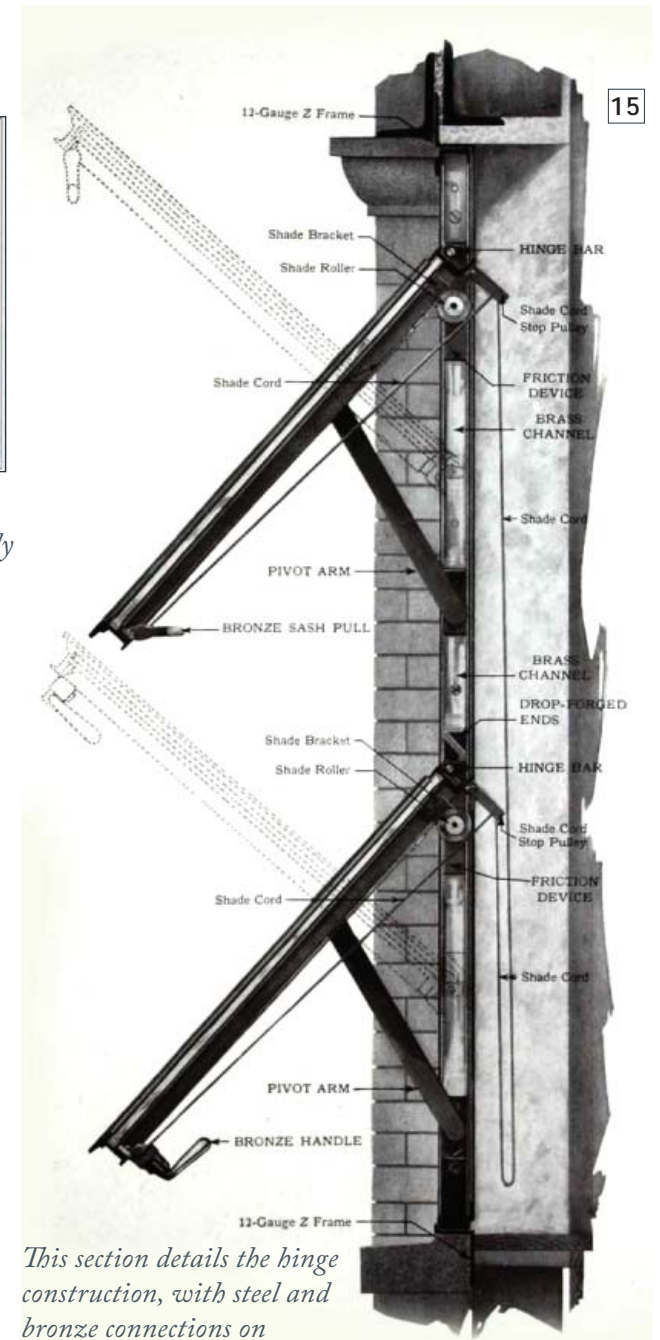 15
12-Gauge Z Frame
Shade Bracket
HINGE BAR
Shade Roller
Shade Cord
Stop Pulley
Shade Cord
FRICTION
DEVICE
BRASS
CHANNEL
Shade Cord
PIVOT ARM
BRONZE SASH PULL
BRASS
CHANNEL
DROP-FORGED
ENDS
Shade Bracket
Shade Roller
HINGE BAR
Shade Cord
Stop Pulley
Shade Cord
FRICTION
DEVICE
Shade Cord
PIVOT ARM
BRONZE HANDLE
12-Gauge Z Frame
This section details the hinge
construction, with steel and
bronze connections on